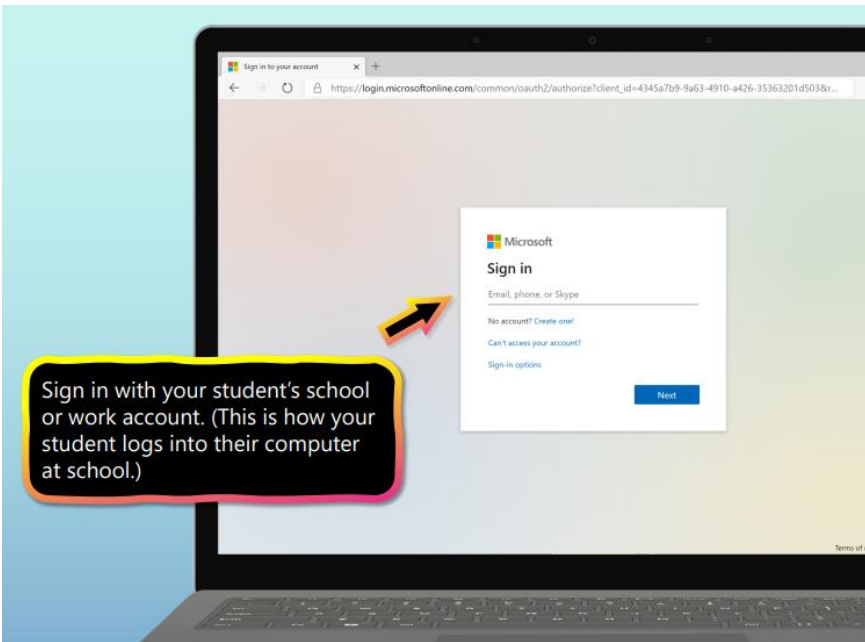 Sign in to your account
https://login.microsoftonline.com/common/oauth2/authorize?client_id=4345a7b9-9a63-4910-a426-35363201d503&r...
Microsoft
Sign in
Email, phone, or Skype
No account? Create one!
Can't access your account?
Sign-in options
Next
Sign in with your student's school
or work account. (This is how your
student logs into their computer
at school.)
Terms of